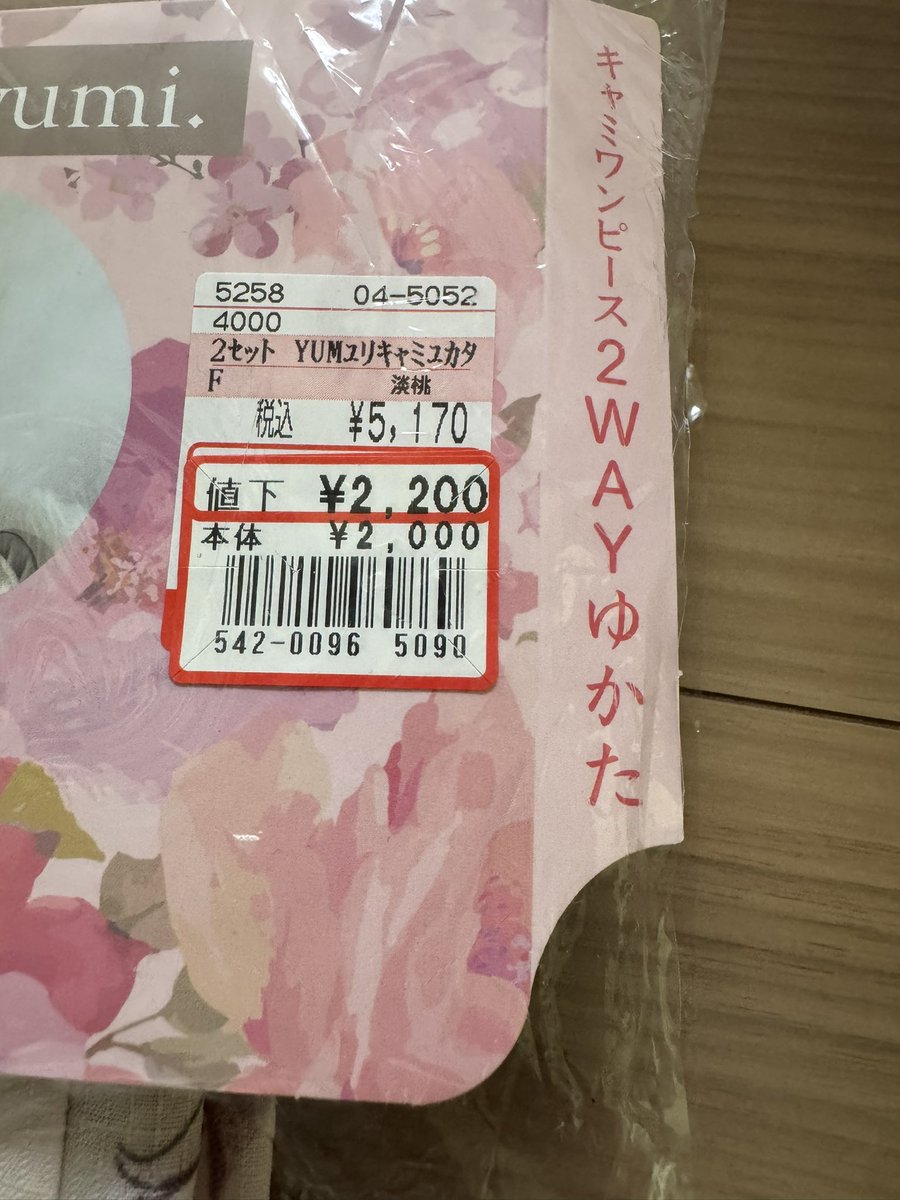 yumi.
キャミワンピース2WAYゆかた
5258 04-5052
4000
2セット YUMユリキャミユカタ
F 淡桃
税込 ¥5,170
値下 ¥2,200
本体 ¥2,000
542-0096 5090